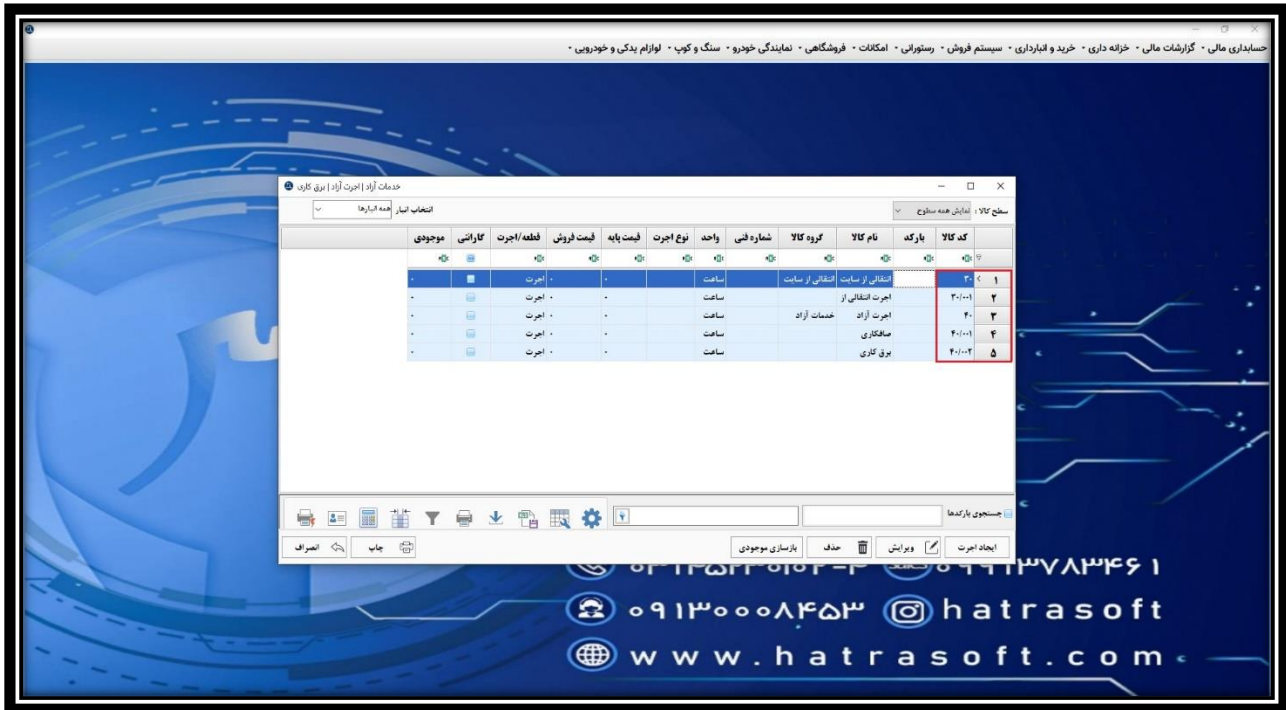 حسابداری مالی - گزارشات مالی - خزانه داری - خرید و انبارداری - سیستم فروش - رستورانی - امکانات - فروشگاهی - نمایندگی خودرو - سنگ و کوپ - لوازم یدکی و خودرویی -
خدمات آزاد | اجرت آزاد | برق کاری
سطح کالا : نمایش همه سطوح انتخاب انبار همه انبارها
کد کالا بارکد نام کالا گروه کالا شماره فنی واحد نوع اجرت قیمت پایه قیمت فروش قطعه/اجرت گارانتی موجودی
۱ ۳۰ انتقالی از سایت انتقالی از سایت ساعت ۰ ۰ اجرت ۰
۲ ۳۰/۰۰۱ اجرت انتقالی از ساعت ۰ ۰ اجرت ۰
۳ ۴۰ اجرت آزاد خدمات آزاد ساعت ۰ ۰ اجرت ۰
۴ ۴۰/۰۰۱ صافکاری ساعت ۰ ۰ اجرت ۰
۵ ۴۰/۰۰۲ برق کاری ساعت ۰ ۰ اجرت ۰
جستجوی بارکدها
ایجاد اجرت ویرایش حذف بازسازی موجودی چاپ انصراف
۰۹۱۳۰۰۰۸۴۵۳ hatrasoft
www.hatrasoft.com